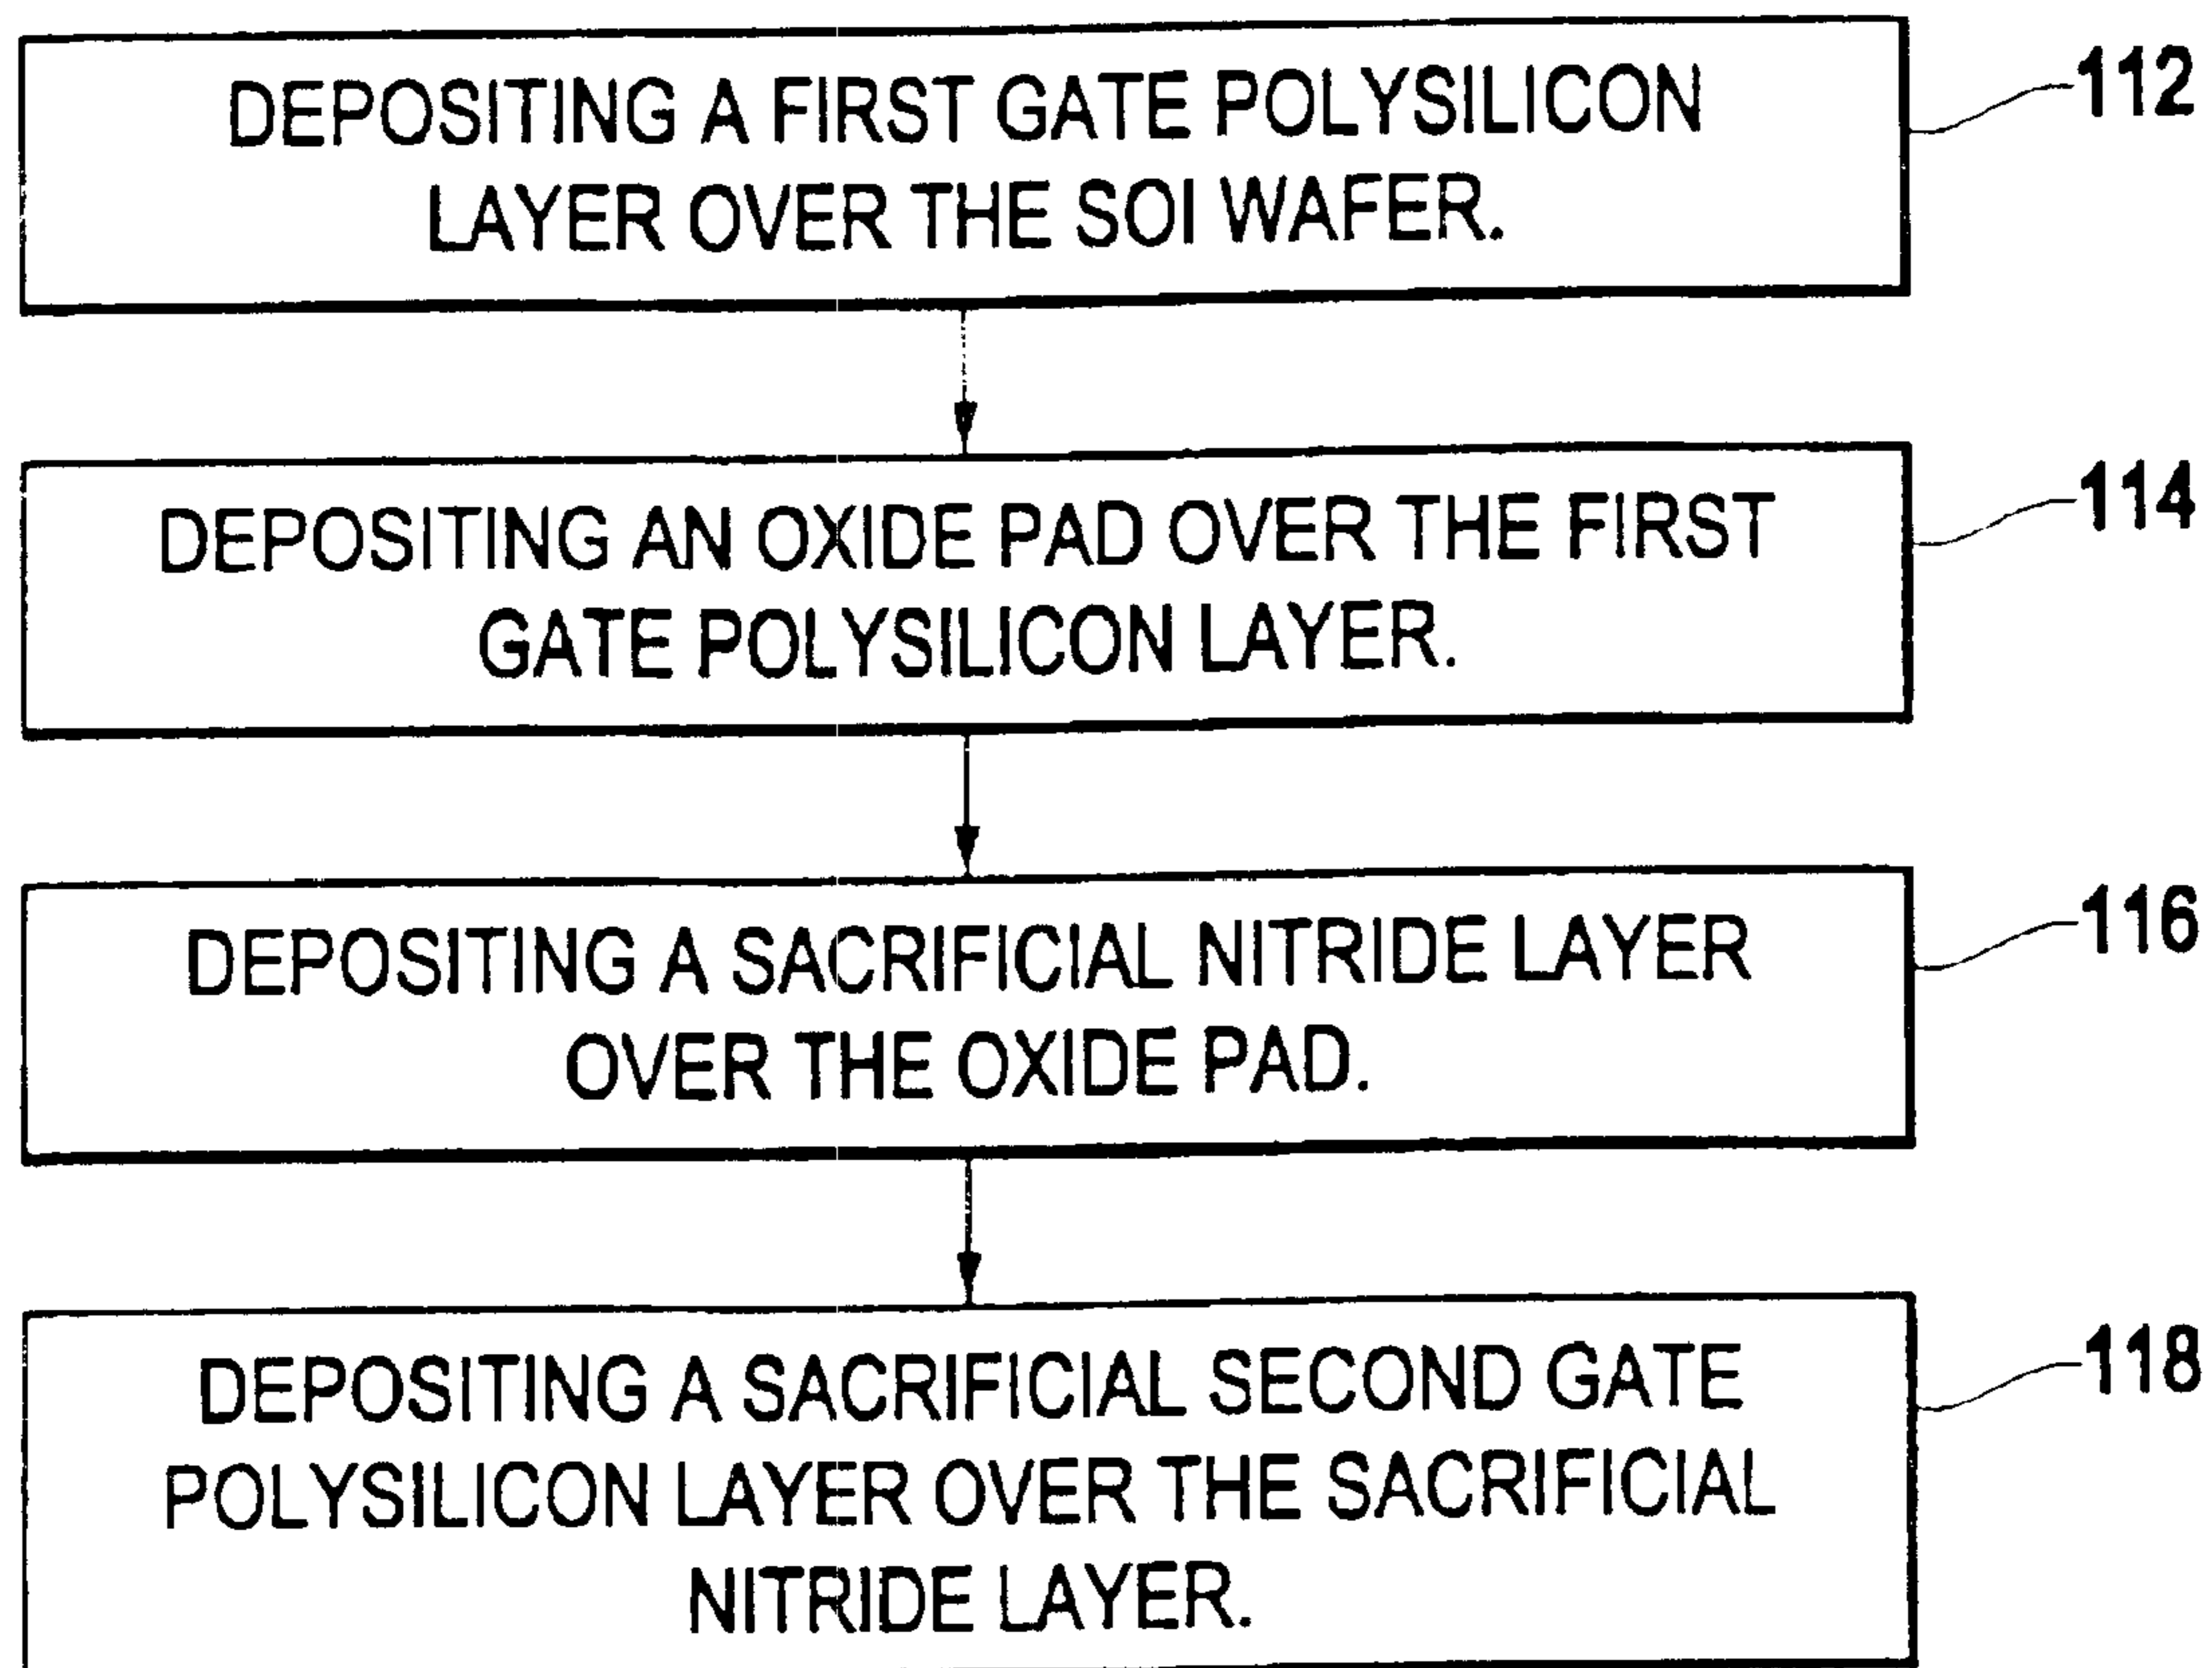 DEPOSITING A FIRST GATE POLYSILICON
LAYER OVER THE SOI WAFER.
112
DEPOSITING AN OXIDE PAD OVER THE FIRST
GATE POLYSILICON LAYER.
114
DEPOSITING A SACRIFICIAL NITRIDE LAYER
OVER THE OXIDE PAD.
116
DEPOSITING A SACRIFICIAL SECOND GATE
POLYSILICON LAYER OVER THE SACRIFICIAL
NITRIDE LAYER.
118